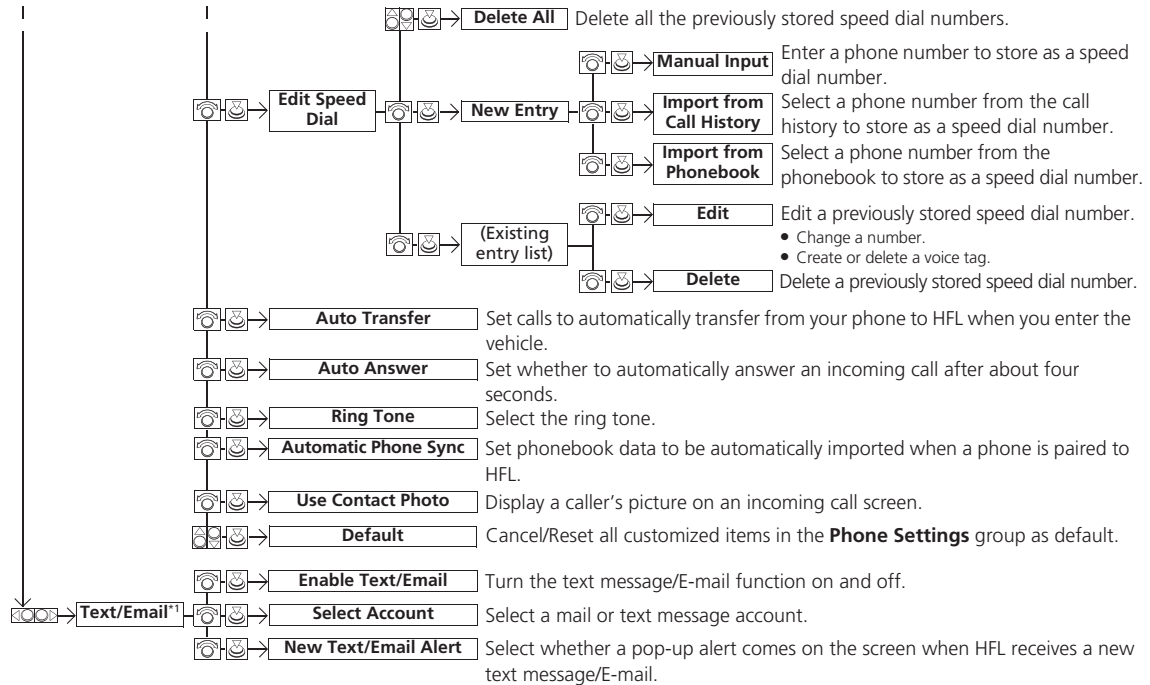 Delete All Delete all the previously stored speed dial numbers.
Edit Speed
Dial
New Entry
Manual Input Enter a phone number to store as a speed
dial number.
Import from
Call History
Select a phone number from the call
history to store as a speed dial number.
Import from
Phonebook
Select a phone number from the
phonebook to store as a speed dial number.
(Existing
entry list)
Edit Edit a previously stored speed dial number.
● Change a number.
● Create or delete a voice tag.
Delete Delete a previously stored speed dial number.
Auto Transfer Set calls to automatically transfer from your phone to HFL when you enter the
vehicle.
Auto Answer Set whether to automatically answer an incoming call after about four
seconds.
Ring Tone Select the ring tone.
Automatic Phone Sync Set phonebook data to be automatically imported when a phone is paired to
HFL.
Use Contact Photo Display a caller's picture on an incoming call screen.
Default Cancel/Reset all customized items in the Phone Settings group as default.
Text/Email*1
Enable Text/Email Turn the text message/E-mail function on and off.
Select Account Select a mail or text message account.
New Text/Email Alert Select whether a pop-up alert comes on the screen when HFL receives a new
text message/E-mail.